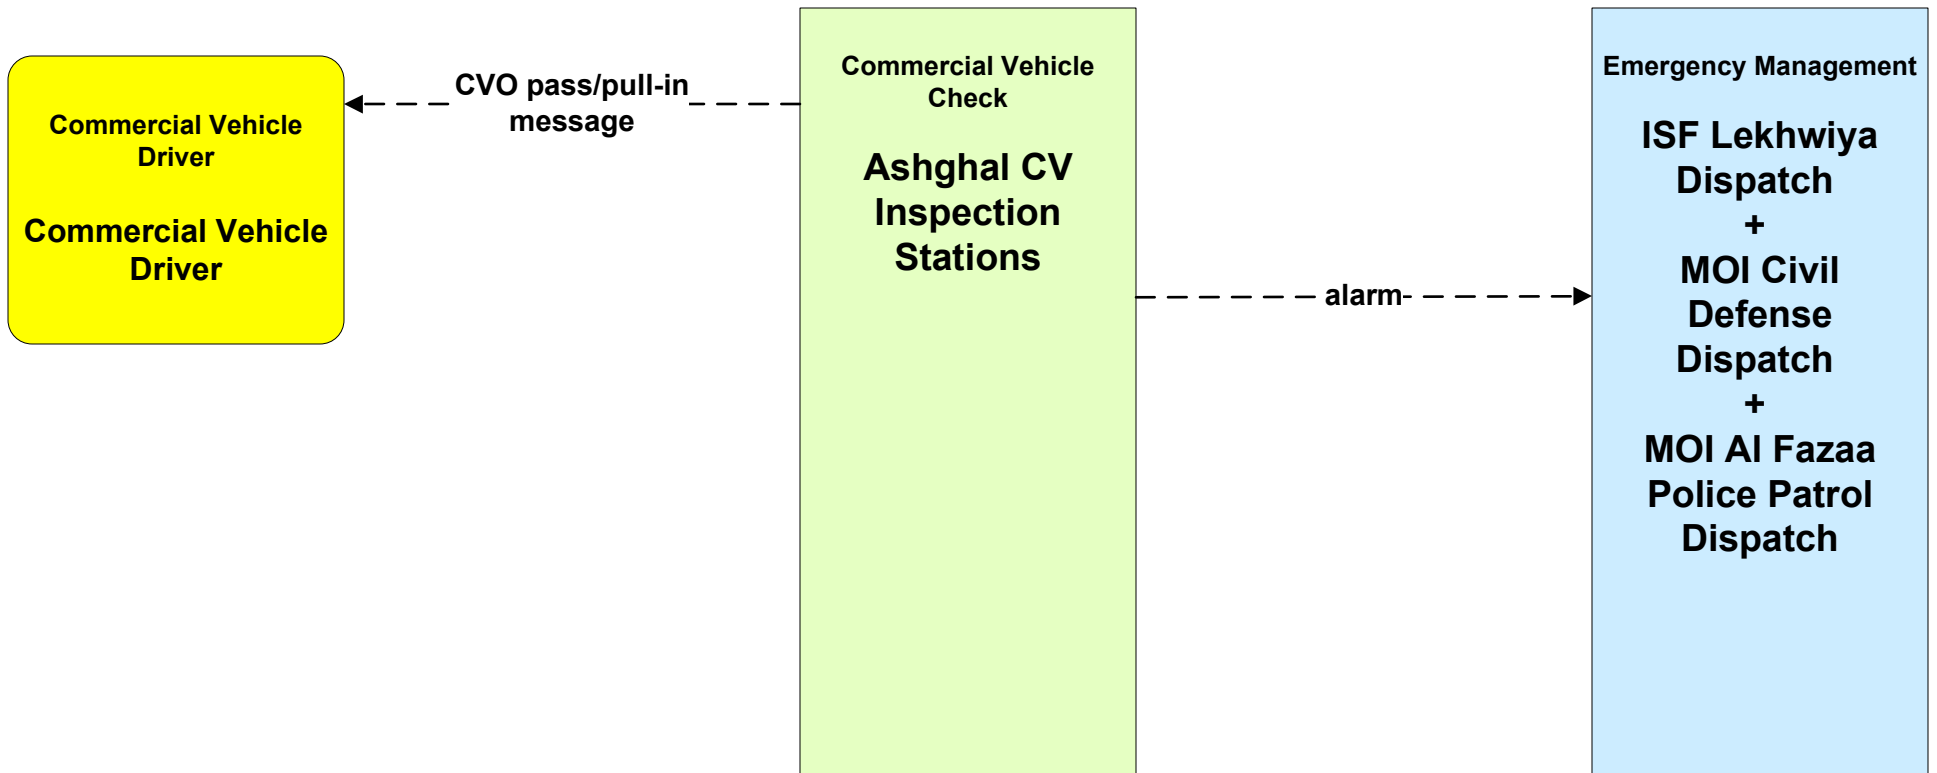 Commercial Vehicle
Driver
Commercial Vehicle
Driver
CVO pass/pull-in
message
Commercial Vehicle
Check
Ashghal CV
Inspection
Stations
alarm
Emergency Management
ISF Lekhwiya
Dispatch
+
MOI Civil
Defense
Dispatch
+
MOI Al Fazaa
Police Patrol
Dispatch